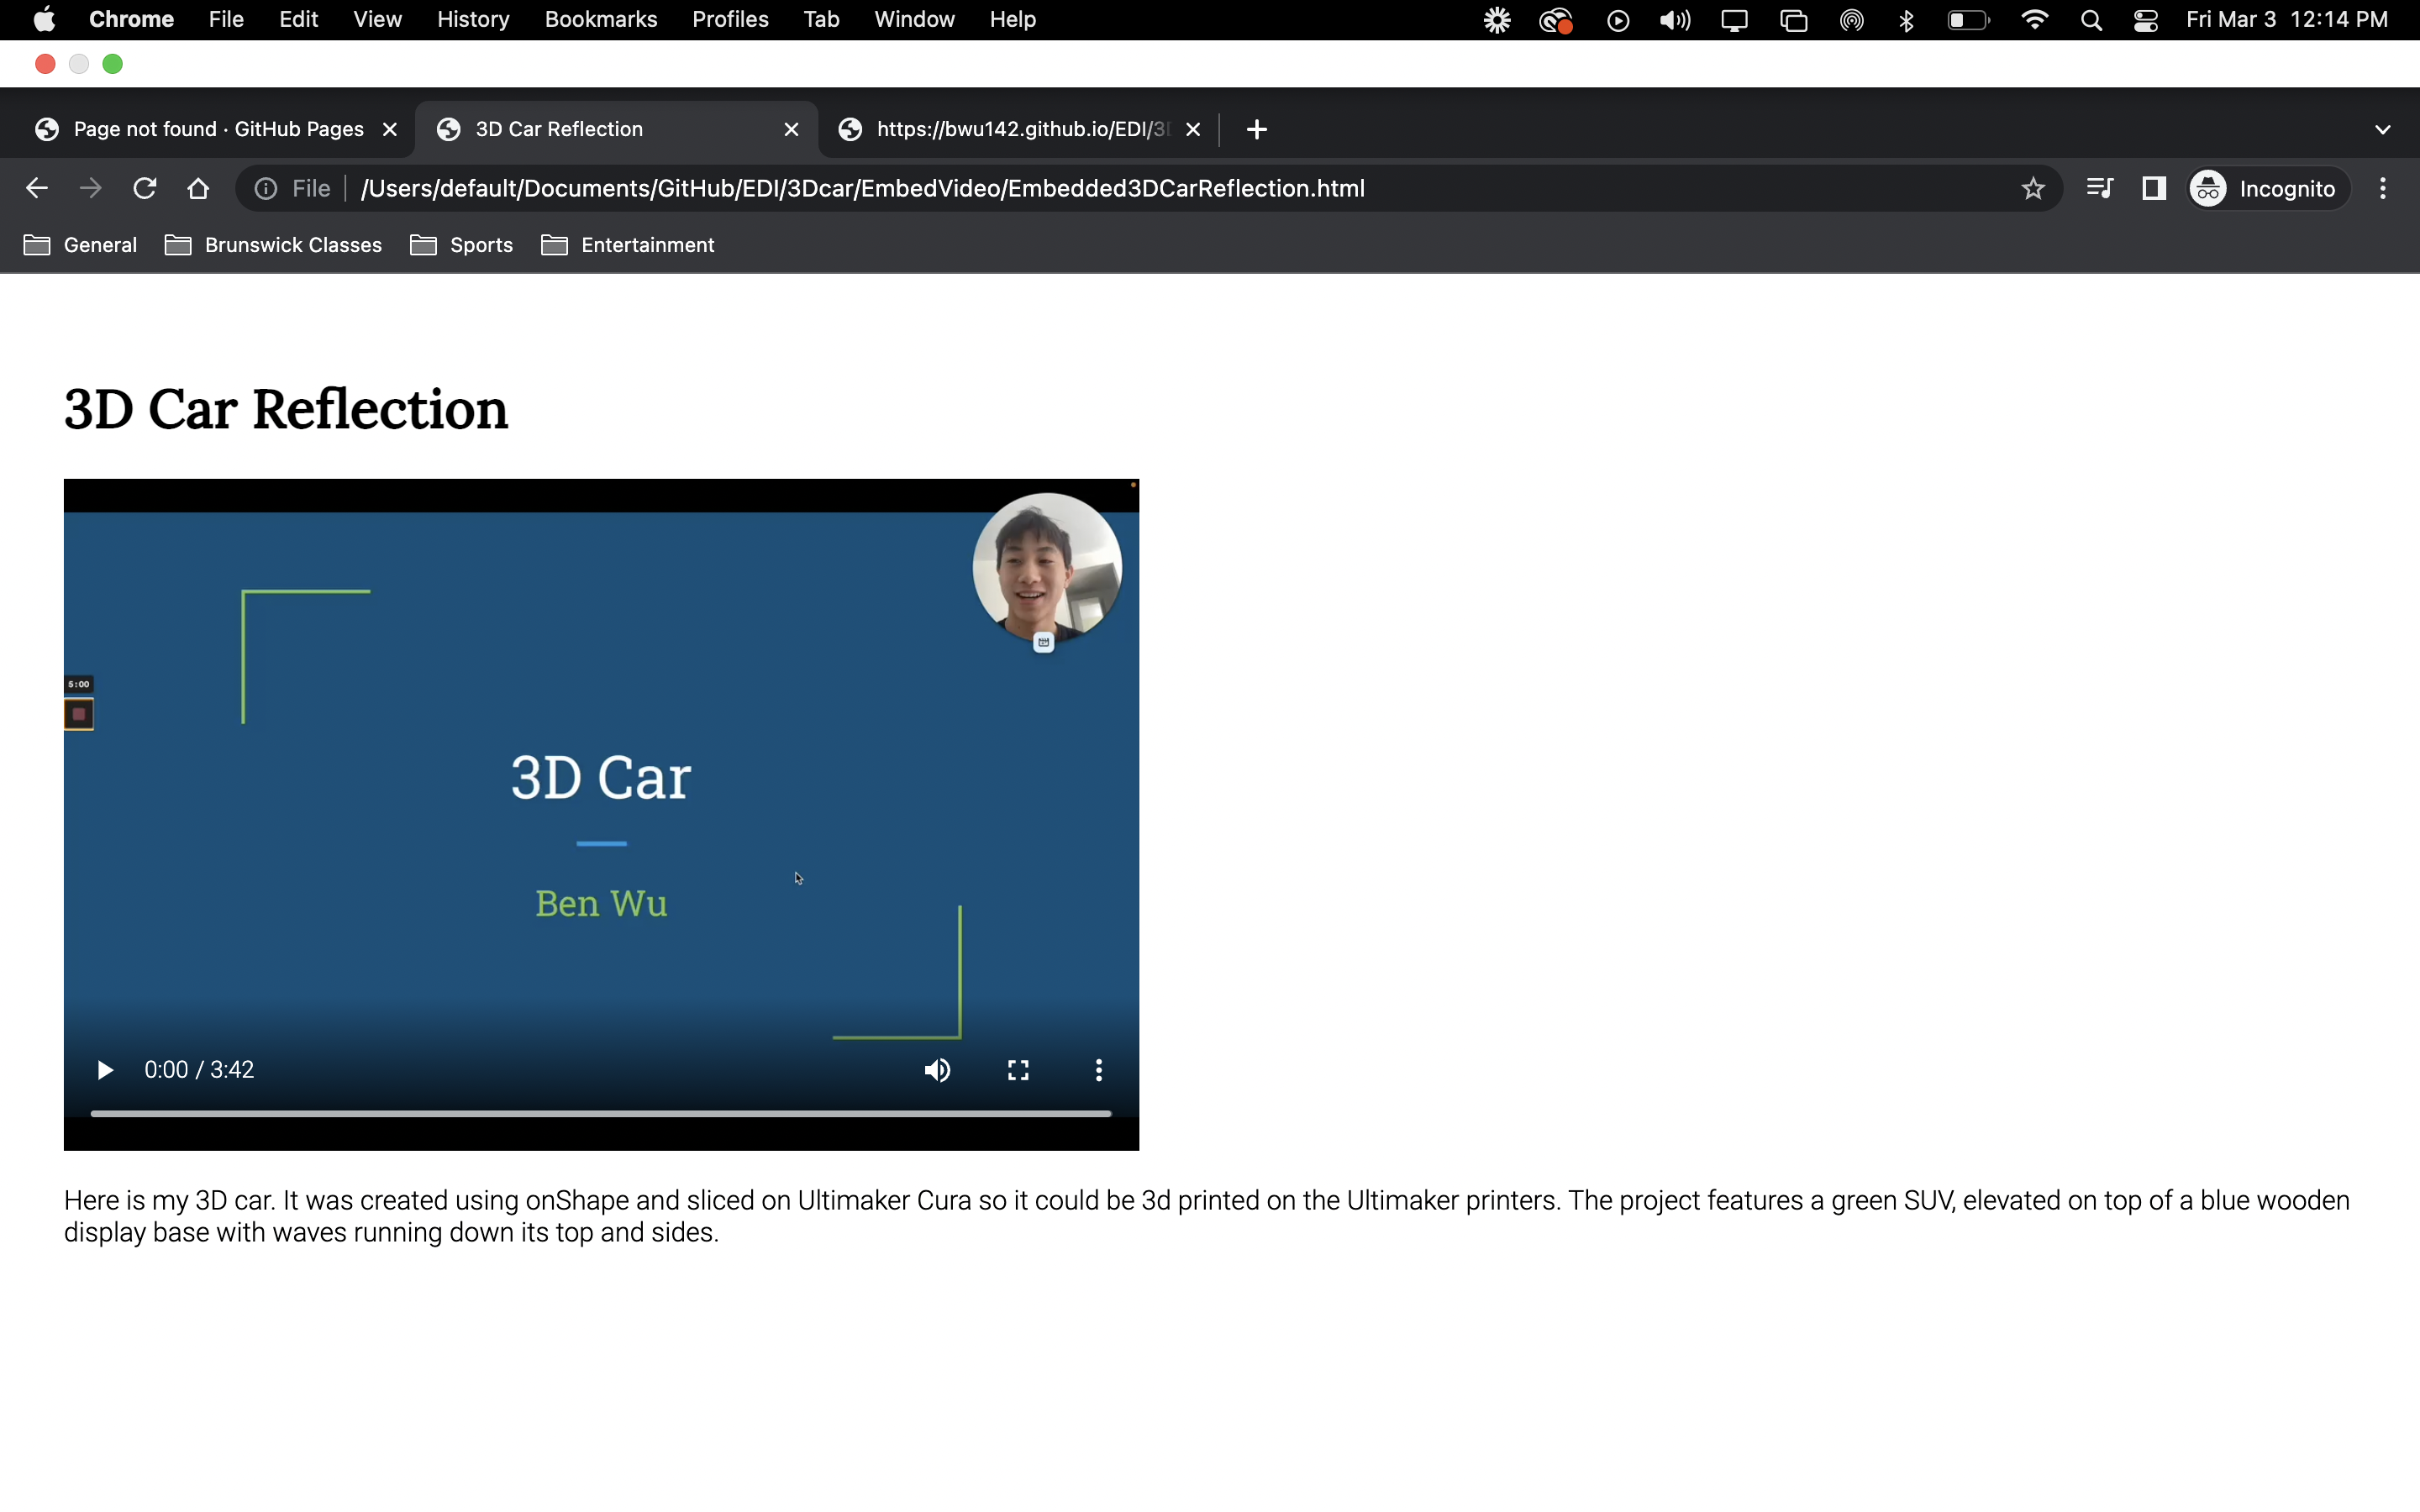 Chrome File Edit View History Bookmarks Profiles Tab Window Help Fri Mar 3 12:14 PM
Page not found · GitHub Pages 3D Car Reflection https://bwu142.github.io/EDI/3D
File /Users/default/Documents/GitHub/EDI/3Dcar/EmbedVideo/Embedded3DCarReflection.html Incognito
General Brunswick Classes Sports Entertainment
3D Car Reflection
5:00
3D Car
Ben Wu
0:00 / 3:42
Here is my 3D car. It was created using onShape and sliced on Ultimaker Cura so it could be 3d printed on the Ultimaker printers. The project features a green SUV, elevated on top of a blue wooden
display base with waves running down its top and sides.